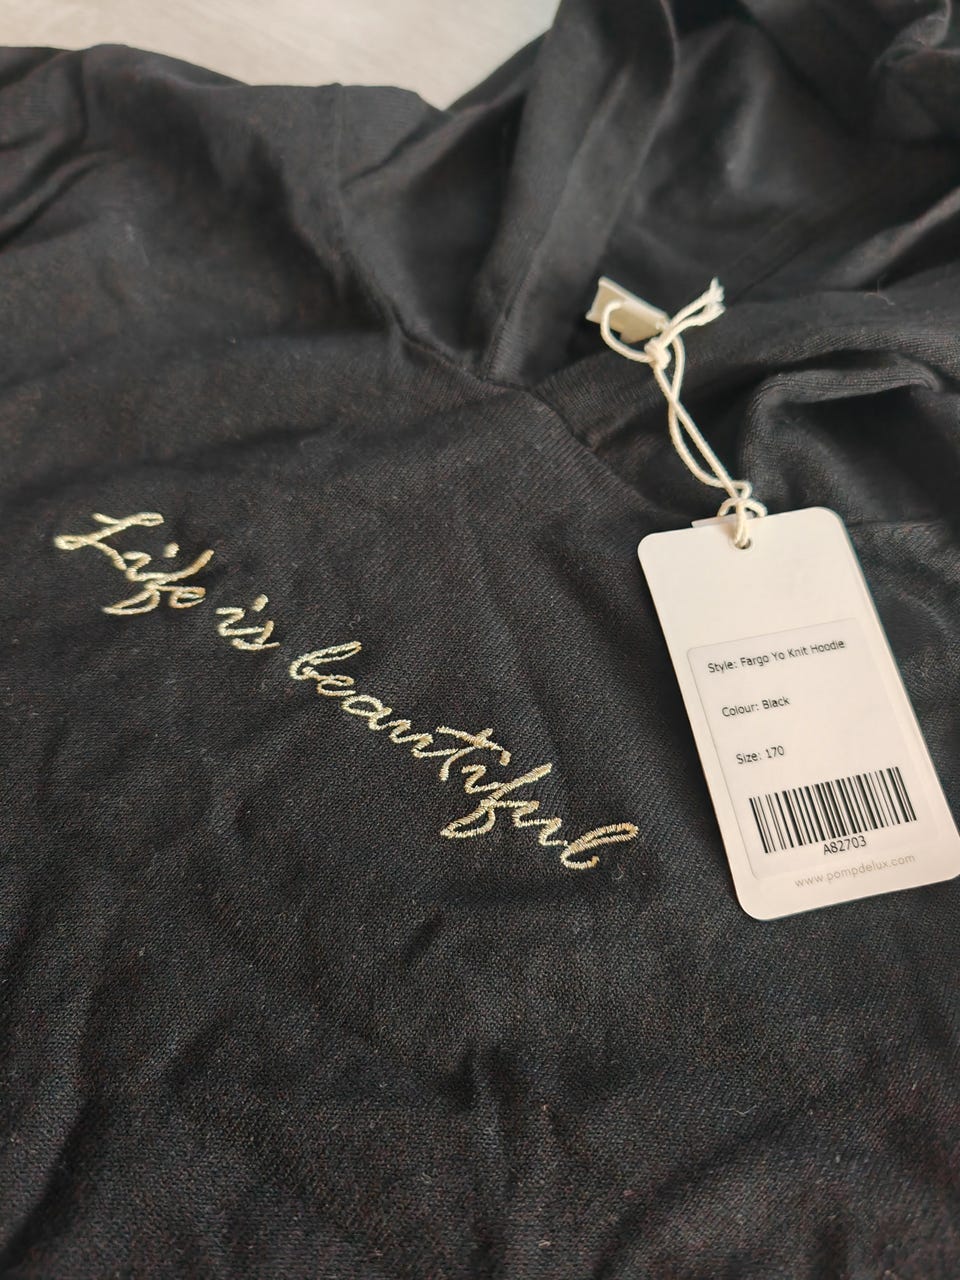 Life is beautiful
Style: Fargo Yo Knit Hoodie
Colour: Black
Size: 170
A82703
www.pompdelux.com